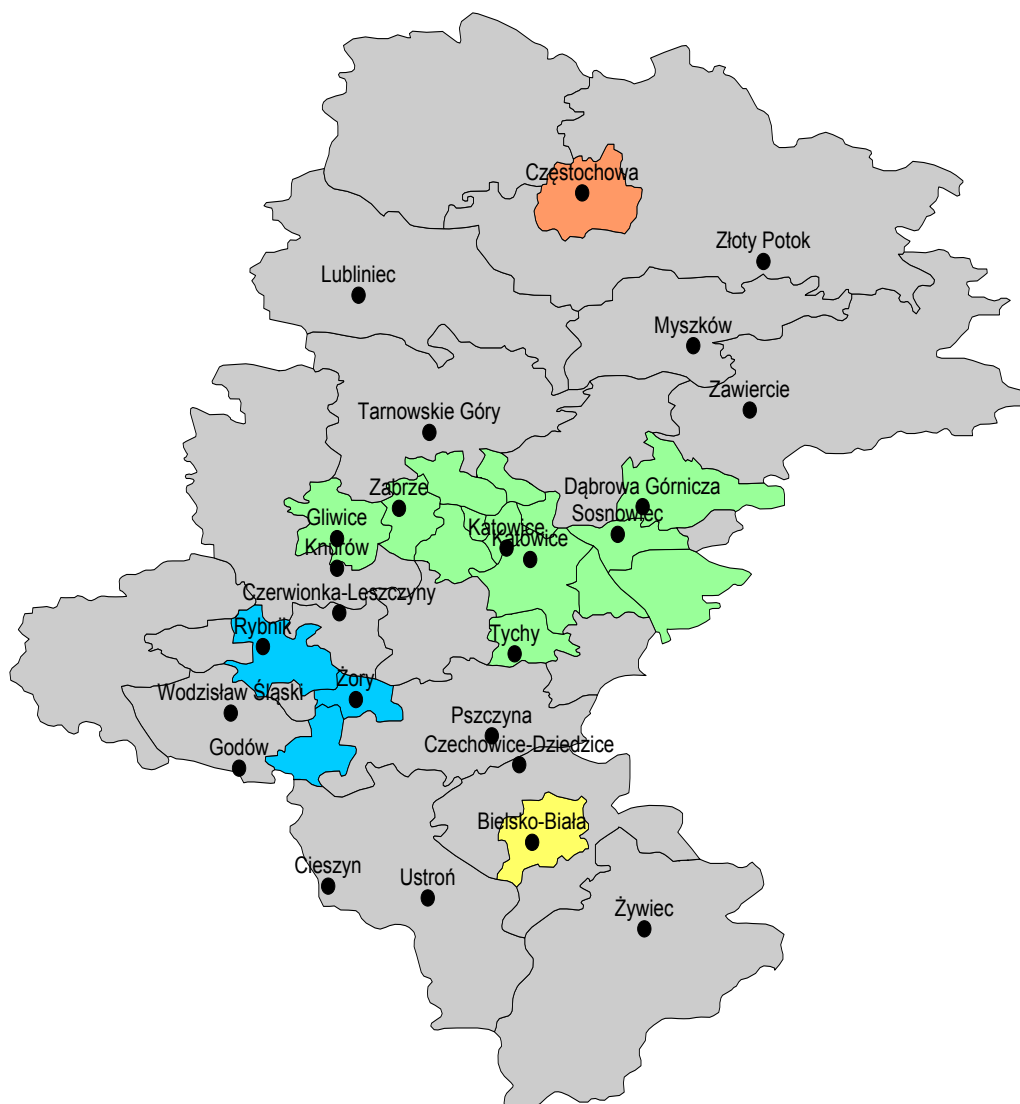 Częstochowa
Złoty Potok
Lubliniec
Myszków
Zawiercie
Tarnowskie Góry
Zabrze
Dąbrowa Górnicza
Gliwice
Sosnowiec
Katowice
Katowice
Knurów
Czerwionka-Leszczyny
Rybnik
Tychy
Żory
Wodzisław Śląski
Pszczyna
Godów
Czechowice-Dziedzice
Bielsko-Biała
Cieszyn
Ustroń
Żywiec